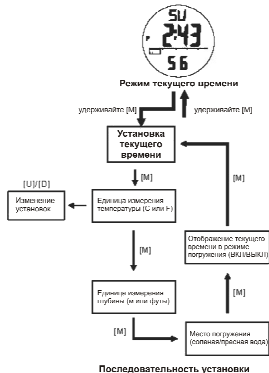 SU
P 2:43
56
Режим текущего времени
удерживайте [M]
удерживайте [M]
Установка
текущего
времени
[U]/[D]
[M]
[M]
Изменение
установок
Единица измерения
температуры (C или F)
Отображение текущего
времени в режиме
погружения (ВКЛ/ВЫКЛ)
[M]
Единица измерения
глубины (м или футы)
[M]
[M]
Место погружения
(соленая/пресная вода)
Последовательность установки